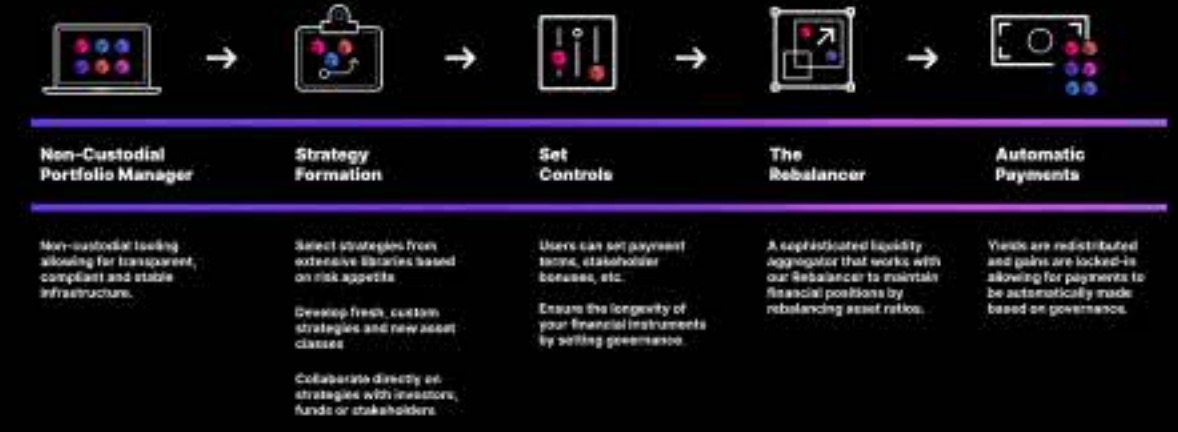 Non-Custodial
Portfolio Manager
Strategy
Formation
Set
Controls
The
Rebalancer
Automatic
Payments
Non-custodial tooling
allowing for transparent,
compliant and stable
infrastructure.
Select strategies from
extensive libraries based
on risk appetite
Develop fresh, custom
strategies and new asset
classes
Collaborate directly on
strategies with investors,
funds or stakeholders
Users can set payment
terms, stakeholder
bonuses, etc.
Ensure the longevity of
your financial instruments
by setting governance.
A sophisticated liquidity
aggregator that works with
our Rebalancer to maintain
financial positions by
rebalancing asset ratios.
Yields are redistributed
and gains are locked-in
allowing for payments to
be automatically made
based on governance.